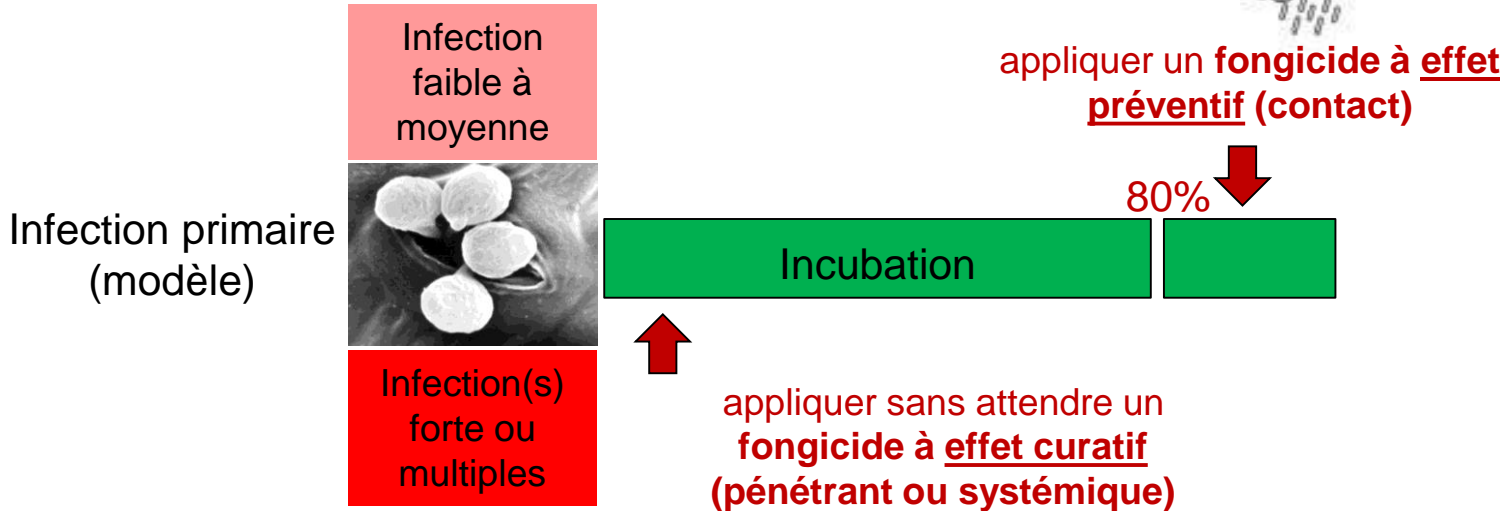 Infection
faible à
moyenne
appliquer un fongicide à effet
préventif (contact)
80%
Infection primaire
(modèle)
Incubation
Infection(s)
forte ou
multiples
appliquer sans attendre un
fongicide à effet curatif
(pénétrant ou systémique)